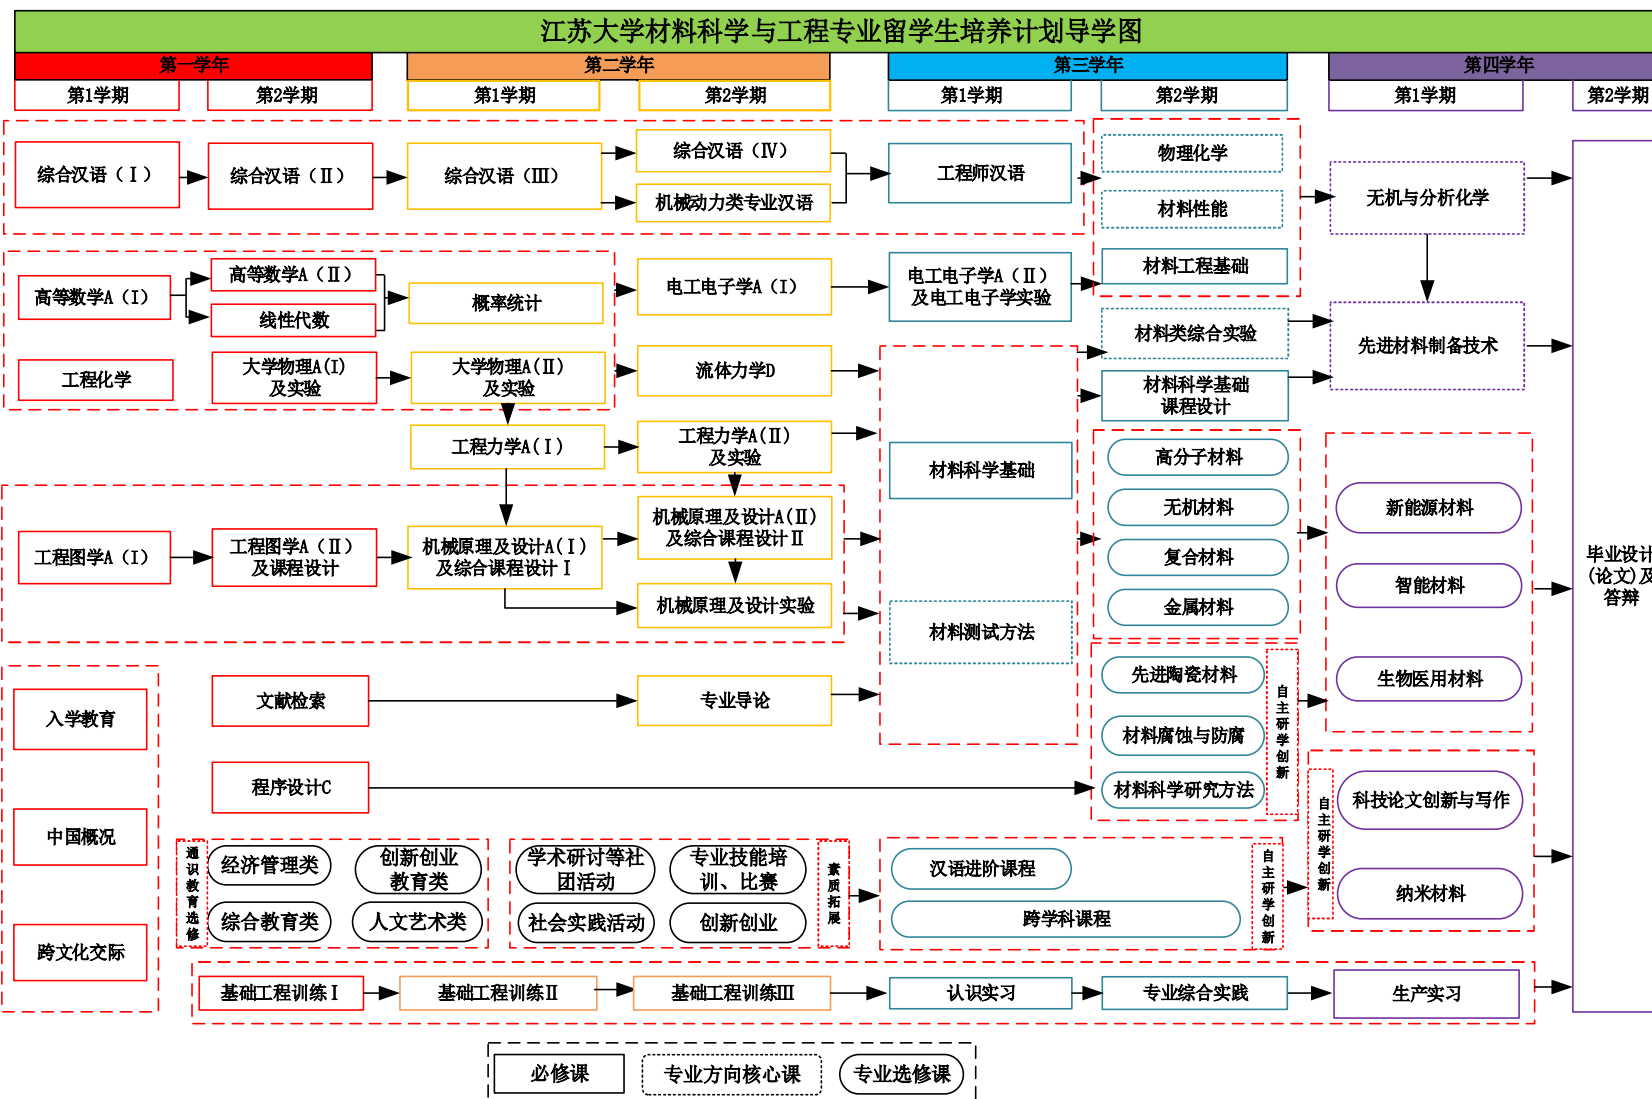 江苏大学材料科学与工程专业留学生培养计划导学图
第一学年
第二学年
第三学年
第四学年
第1学期
第2学期
第1学期
第2学期
第1学期
第2学期
第1学期
第2学期
综合汉语（Ⅰ）
综合汉语（Ⅱ）
综合汉语（Ⅲ）
综合汉语（Ⅳ）
机械动力类专业汉语
工程师汉语
物理化学
材料性能
材料工程基础
无机与分析化学
高等数学A（Ⅰ）
高等数学A（Ⅱ）
线性代数
概率统计
电工电子学A（Ⅰ）
电工电子学A（Ⅱ）
及电工电子学实验
材料类综合实验
先进材料制备技术
工程化学
大学物理A(Ⅰ)
及实验
大学物理A(Ⅱ)
及实验
流体力学D
材料科学基础
课程设计
工程力学A(Ⅰ)
工程力学A(Ⅱ)
及实验
材料科学基础
高分子材料
无机材料
复合材料
金属材料
新能源材料
智能材料
生物医用材料
工程图学A（Ⅰ）
工程图学A（Ⅱ）
及课程设计
机械原理及设计A(Ⅰ)
及综合课程设计Ⅰ
机械原理及设计A(Ⅱ)
及综合课程设计Ⅱ
机械原理及设计实验
材料测试方法
毕业设计
(论文)及
答辩
入学教育
中国概况
跨文化交际
文献检索
专业导论
程序设计C
先进陶瓷材料
材料腐蚀与防腐
材料科学研究方法
自主研学创新
科技论文创新与写作
纳米材料
自主研学创新
通识教育选修
经济管理类
创新创业
教育类
综合教育类
人文艺术类
学术研讨等社
团活动
专业技能培
训、比赛
社会实践活动
创新创业
素质拓展
汉语进阶课程
跨学科课程
自主研学创新
基础工程训练Ⅰ
基础工程训练Ⅱ
基础工程训练Ⅲ
认识实习
专业综合实践
生产实习
必修课
专业方向核心课
专业选修课